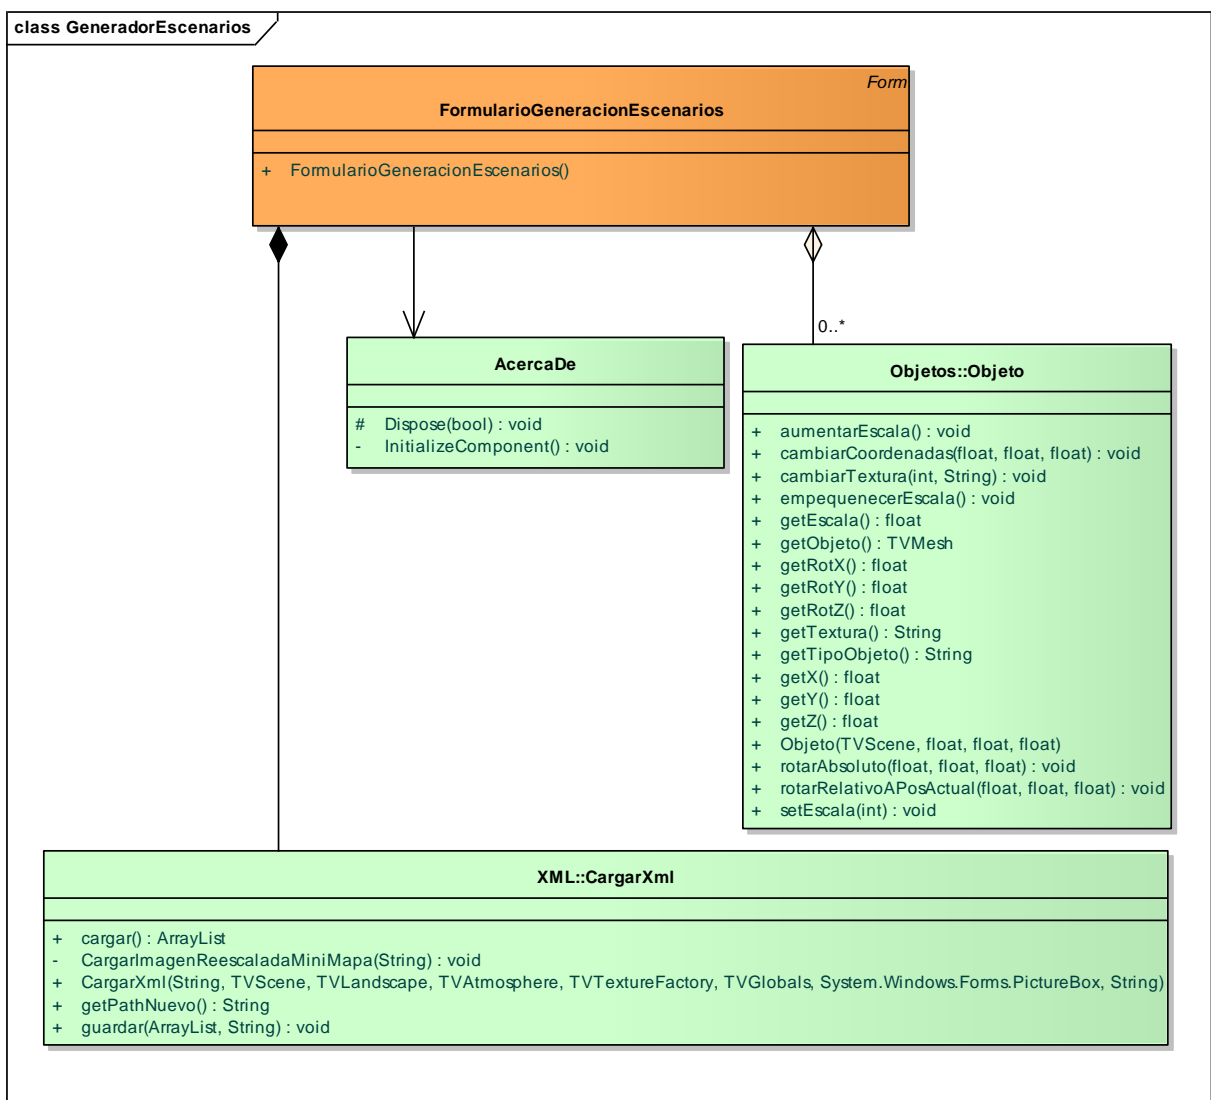 class GeneradorEscenarios
Form
FormularioGeneracionEscenarios
+ FormularioGeneracionEscenarios()
0..*
AcercaDe
# Dispose(bool) : void
- InitializeComponent() : void
Objetos::Objeto
+ aumentarEscala() : void
+ cambiarCoordenadas(float, float, float) : void
+ cambiarTextura(int, String) : void
+ empequenecerEscala() : void
+ getEscala() : float
+ getObjeto() : TVMesh
+ getRotX() : float
+ getRotY() : float
+ getRotZ() : float
+ getTextura() : String
+ getTipoObjeto() : String
+ getX() : float
+ getY() : float
+ getZ() : float
+ Objeto(TVScene, float, float, float)
+ rotarAbsoluto(float, float, float) : void
+ rotarRelativoAPosActual(float, float, float) : void
+ setEscala(int) : void
XML::CargarXml
+ cargar() : ArrayList
- CargarImagenReescaladaMiniMapa(String) : void
+ CargarXml(String, TVScene, TVLandscape, TVAtmosphere, TVTextureFactory, TVGlobals, System.Windows.Forms.PictureBox, String)
+ getPathNuevo() : String
+ guardar(ArrayList, String) : void